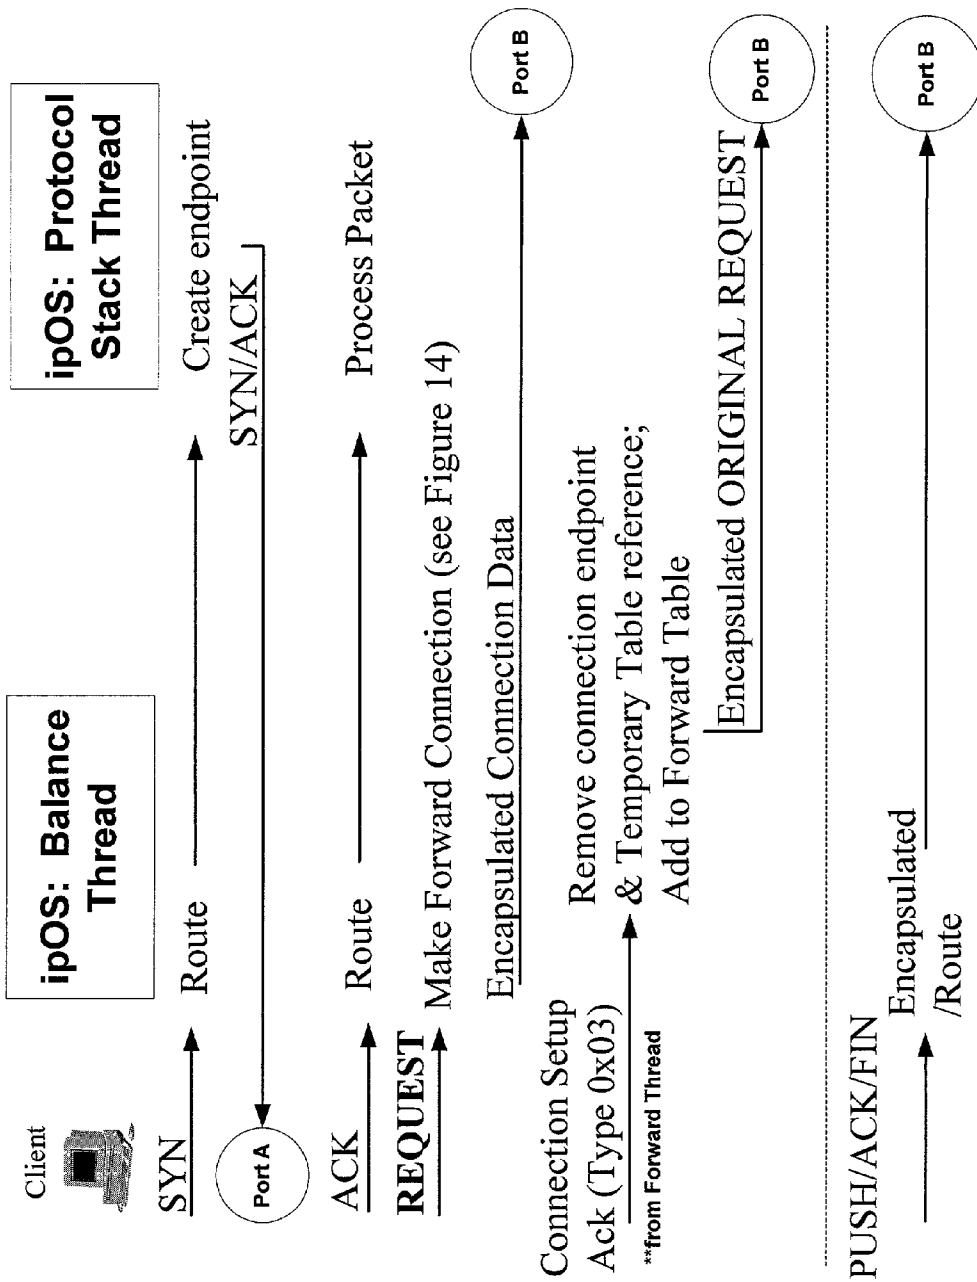 Client
ipOS: Balance
Thread
ipOS: Protocol
Stack Thread
SYN
Route
Create endpoint
SYN/ACK
Port A
ACK
Route
Process Packet
REQUEST
Make Forward Connection (see Figure 14)
Encapsulated Connection Data
Port B
Connection Setup
Ack (Type 0x03)
**from Forward Thread
Remove connection endpoint
& Temporary Table reference;
Add to Forward Table
Encapsulated ORIGINAL REQUEST
Port B
PUSH/ACK/FIN
Encapsulated
/Route
Port B